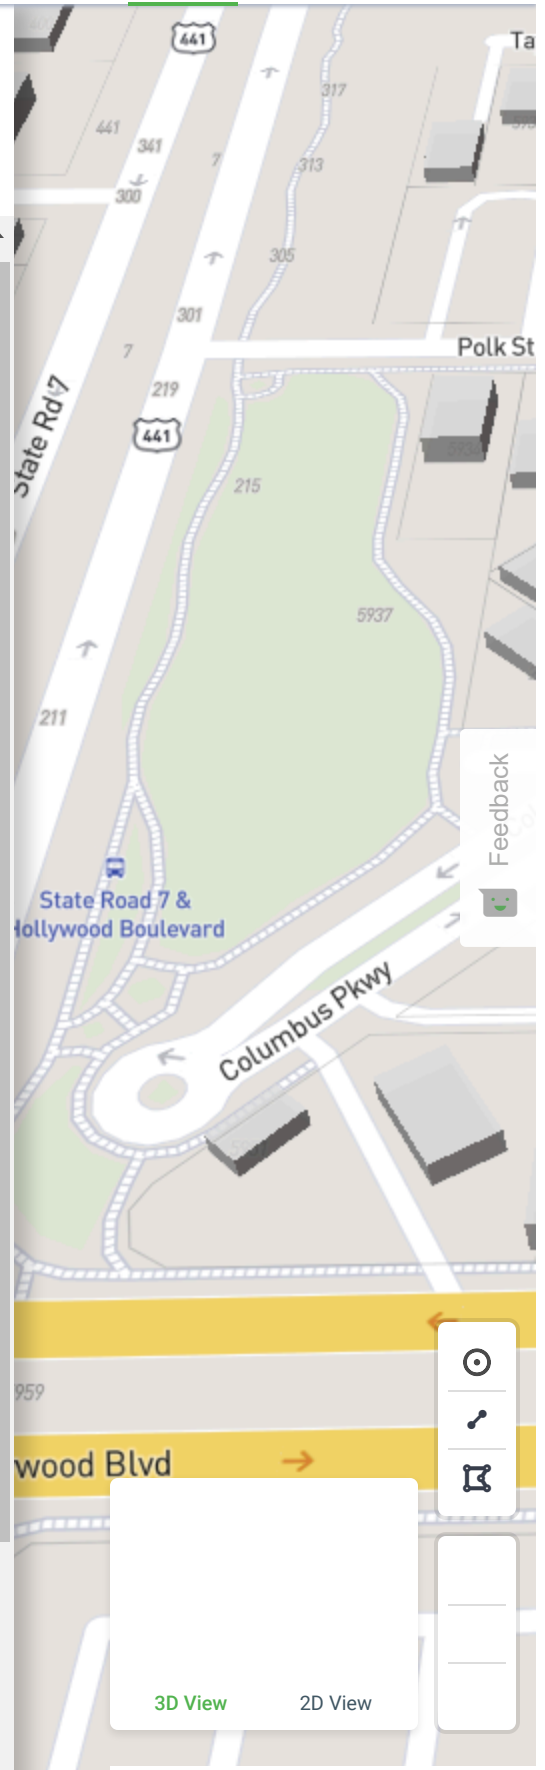 441
Ta
317
441
341
7
313
300
305
301
Polk St
7
219
State Rd 7
441
215
5937
211
Feedback
State Road 7 &
Hollywood Boulevard
Columbus Pkwy
959
wood Blvd
3D View
2D View